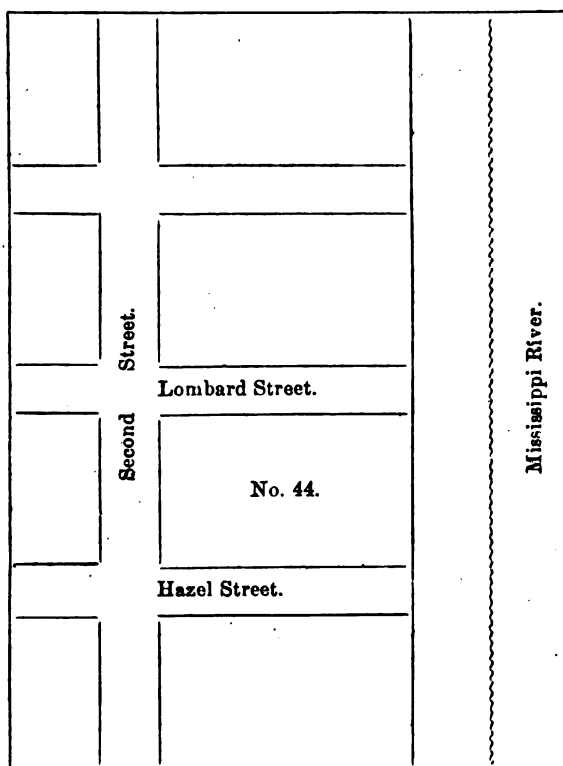 Second Street.
Lombard Street.
No. 44.
Hazel Street.
Mississippi River.